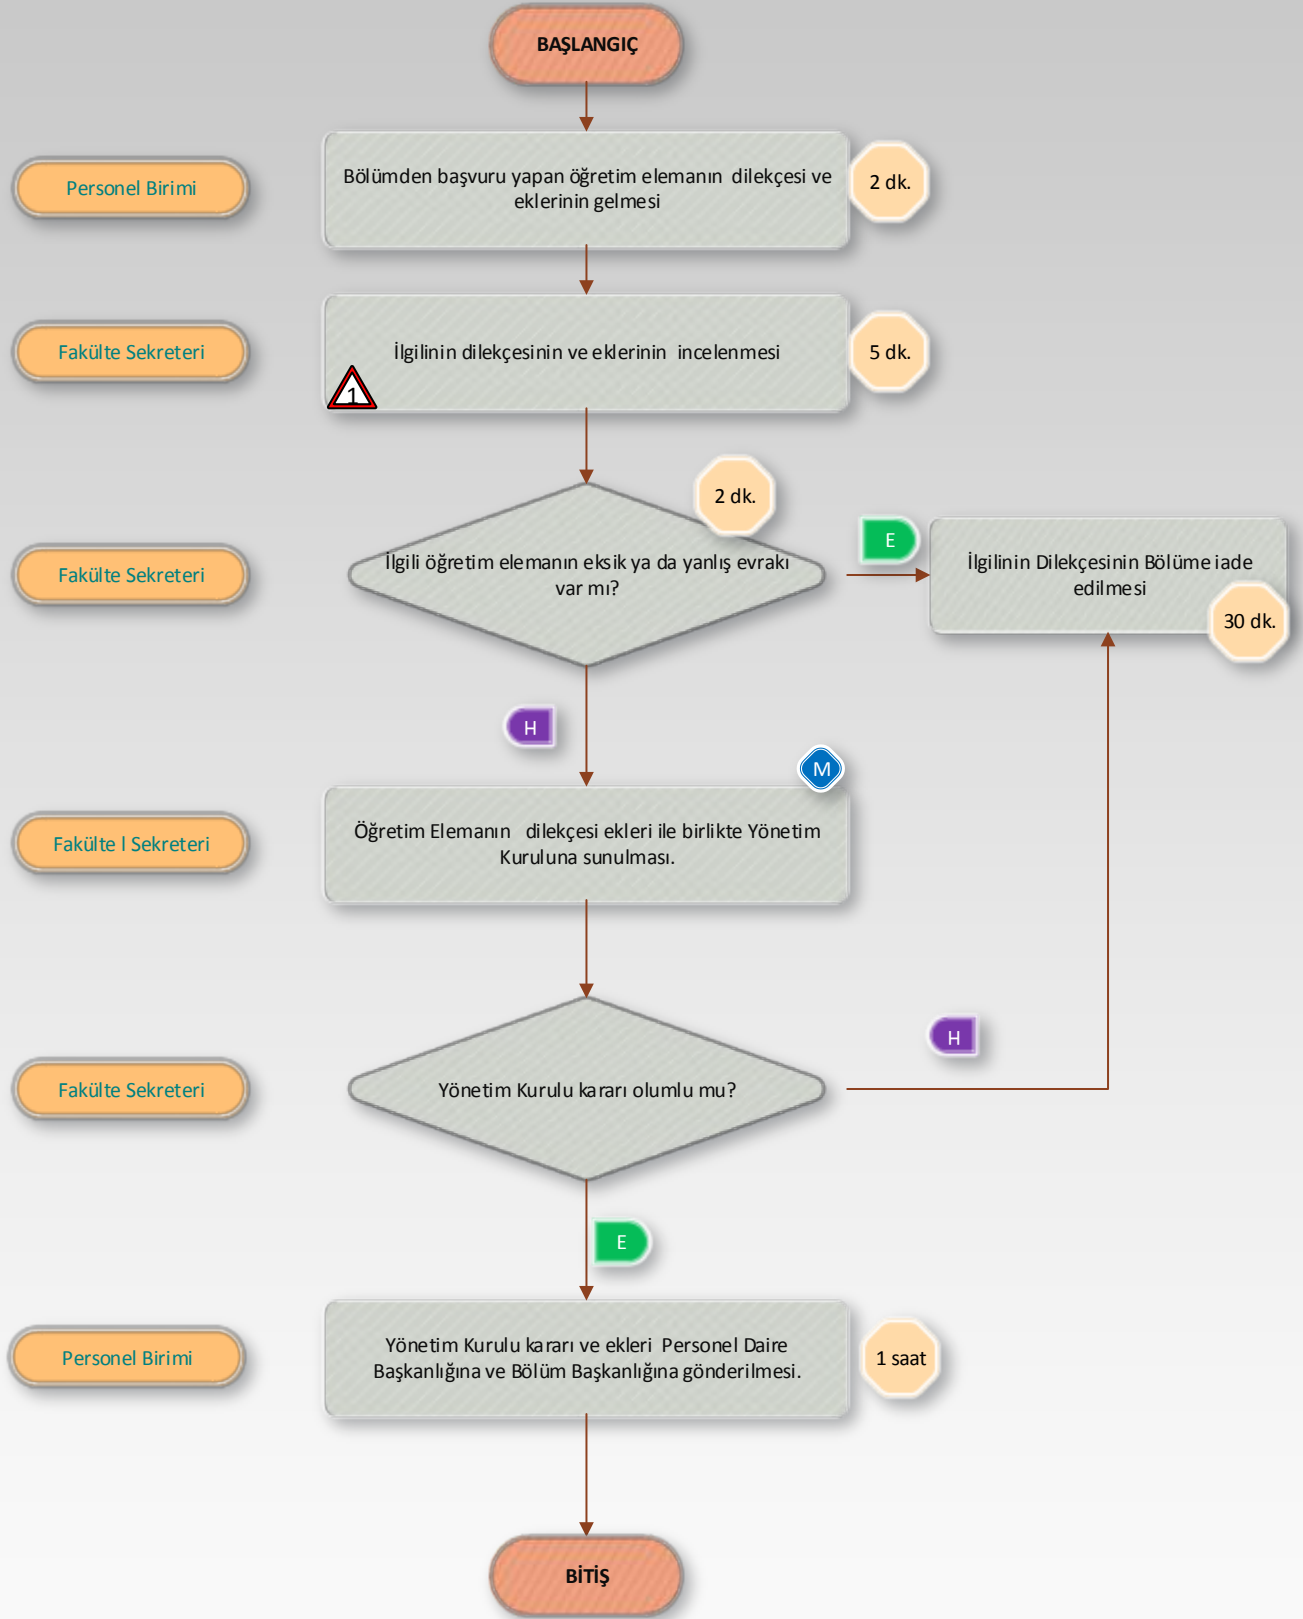 BAŞLANGIÇ
Personel Birimi
Bölümden başvuru yapan öğretim elemanın dilekçesi ve
eklerinin gelmesi
2 dk.
Fakülte Sekreteri
İlgilinin dilekçesinin ve eklerinin incelenmesi
1
5 dk.
2 dk.
Fakülte Sekreteri
İlgili öğretim elemanın eksik ya da yanlış evrakı
var mı?
E
İlgilinin Dilekçesinin Bölüme iade
edilmesi
30 dk.
H
M
Fakülte l Sekreteri
Öğretim Elemanın dilekçesi ekleri ile birlikte Yönetim
Kuruluna sunulması.
Fakülte Sekreteri
Yönetim Kurulu kararı olumlu mu?
H
E
Personel Birimi
Yönetim Kurulu kararı ve ekleri Personel Daire
Başkanlığına ve Bölüm Başkanlığına gönderilmesi.
1 saat
BİTİŞ